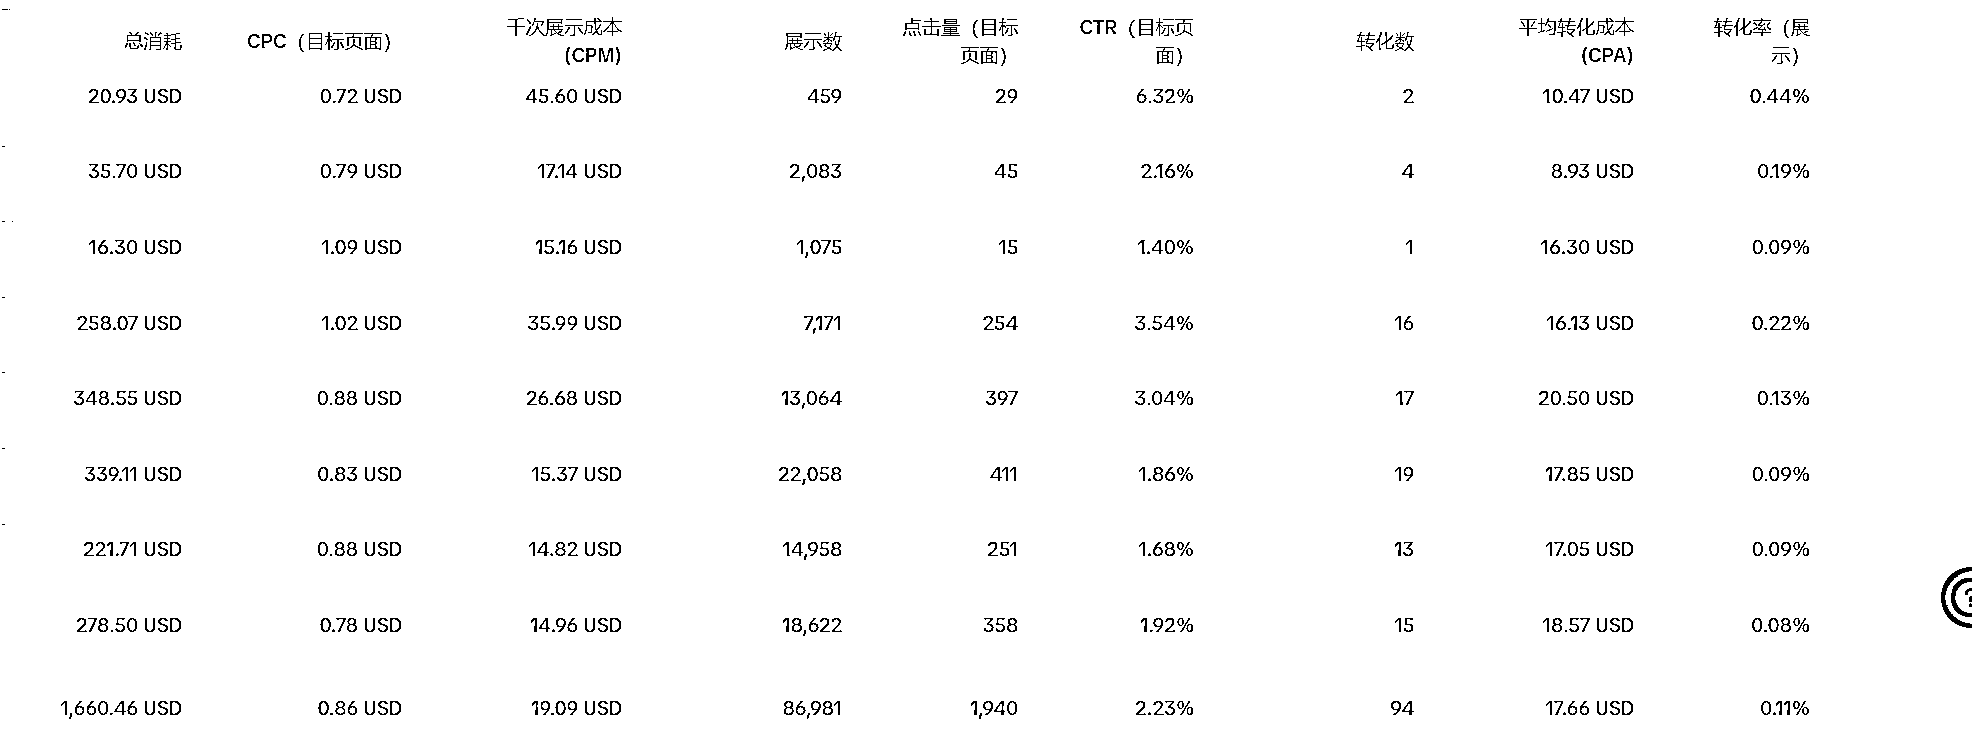 总消耗 CPC（目标页面） 千次展示成本 (CPM) 展示数 点击量（目标页面） CTR（目标页面） 转化数 平均转化成本 (CPA) 转化率（展示）
20.93 USD 0.72 USD 45.60 USD 459 29 6.32% 2 10.47 USD 0.44%
35.70 USD 0.79 USD 17.14 USD 2,083 45 2.16% 4 8.93 USD 0.19%
16.30 USD 1.09 USD 15.16 USD 1,075 15 1.40% 1 16.30 USD 0.09%
258.07 USD 1.02 USD 35.99 USD 7,171 254 3.54% 16 16.13 USD 0.22%
348.55 USD 0.88 USD 26.68 USD 13,064 397 3.04% 17 20.50 USD 0.13%
339.11 USD 0.83 USD 15.37 USD 22,058 411 1.86% 19 17.85 USD 0.09%
221.71 USD 0.88 USD 14.82 USD 14,958 251 1.68% 13 17.05 USD 0.09%
278.50 USD 0.78 USD 14.96 USD 18,622 358 1.92% 15 18.57 USD 0.08%
1,660.46 USD 0.86 USD 19.09 USD 86,981 1,940 2.23% 94 17.66 USD 0.11%